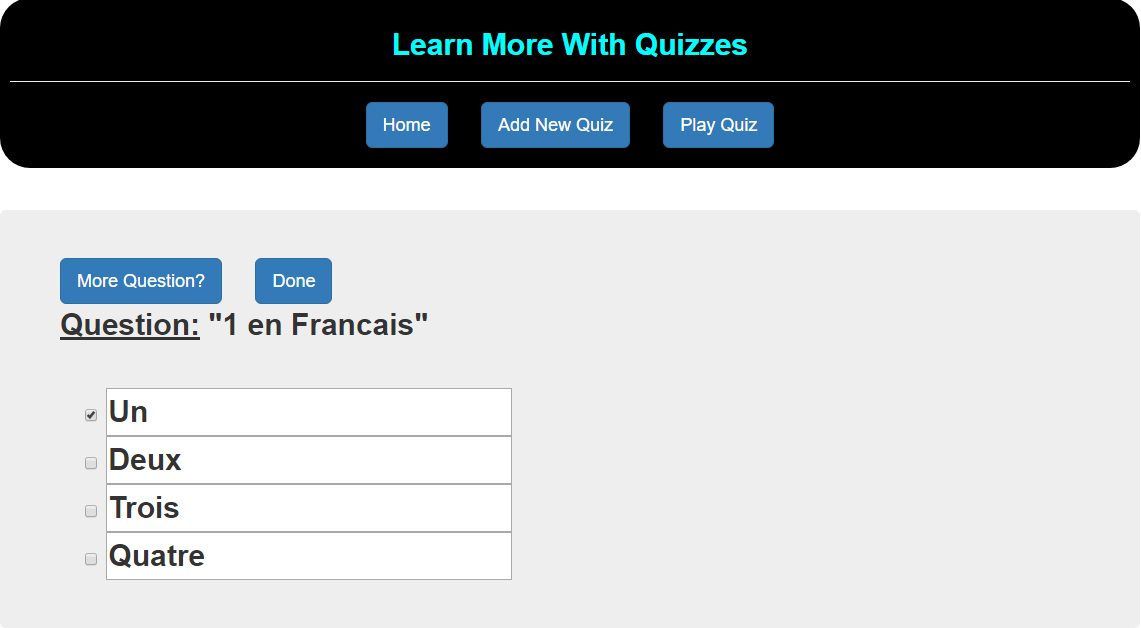 Learn More With Quizzes
Home Add New Quiz Play Quiz
More Question? Done
Question: "1 en Francais"
Un
Deux
Trois
Quatre